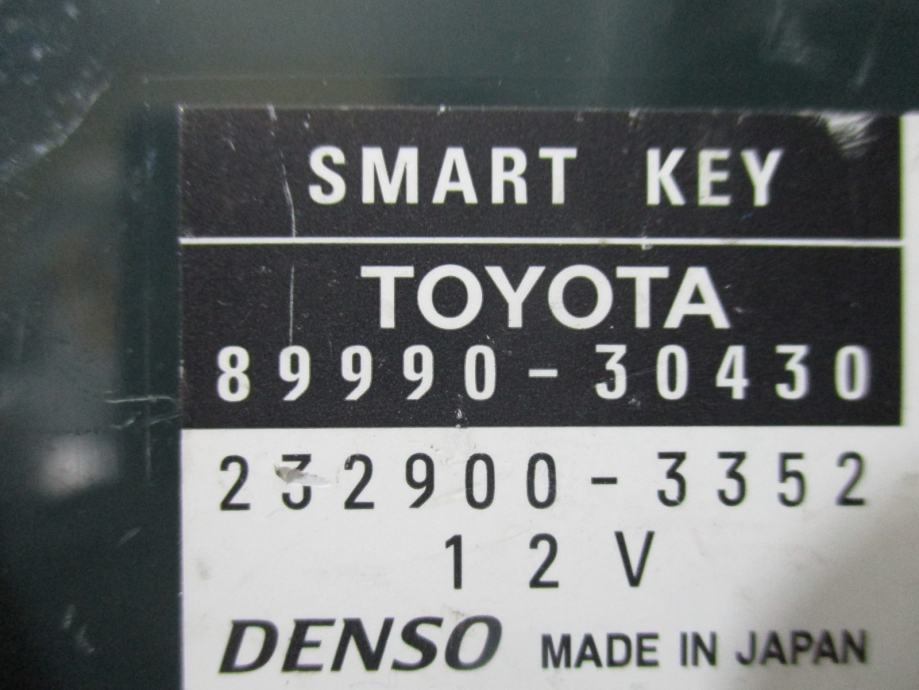 SMART KEY
TOYOTA
89990-30430
232900-3352
12V
DENSO MADE IN JAPAN